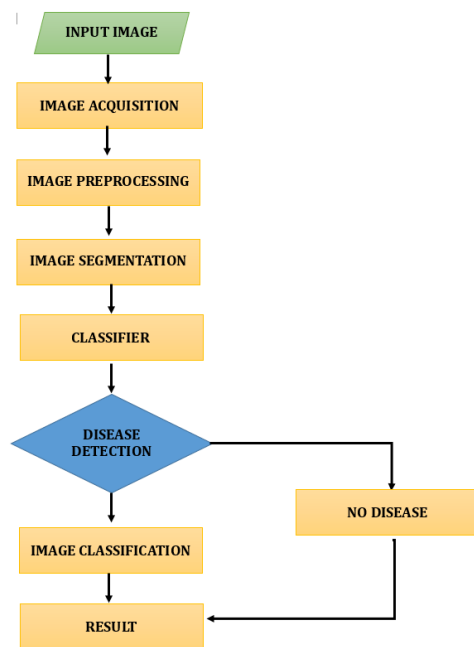 INPUT IMAGE
IMAGE ACQUISITION
IMAGE PREPROCESSING
IMAGE SEGMENTATION
CLASSIFIER
DISEASE
DETECTION
NO DISEASE
IMAGE CLASSIFICATION
RESULT